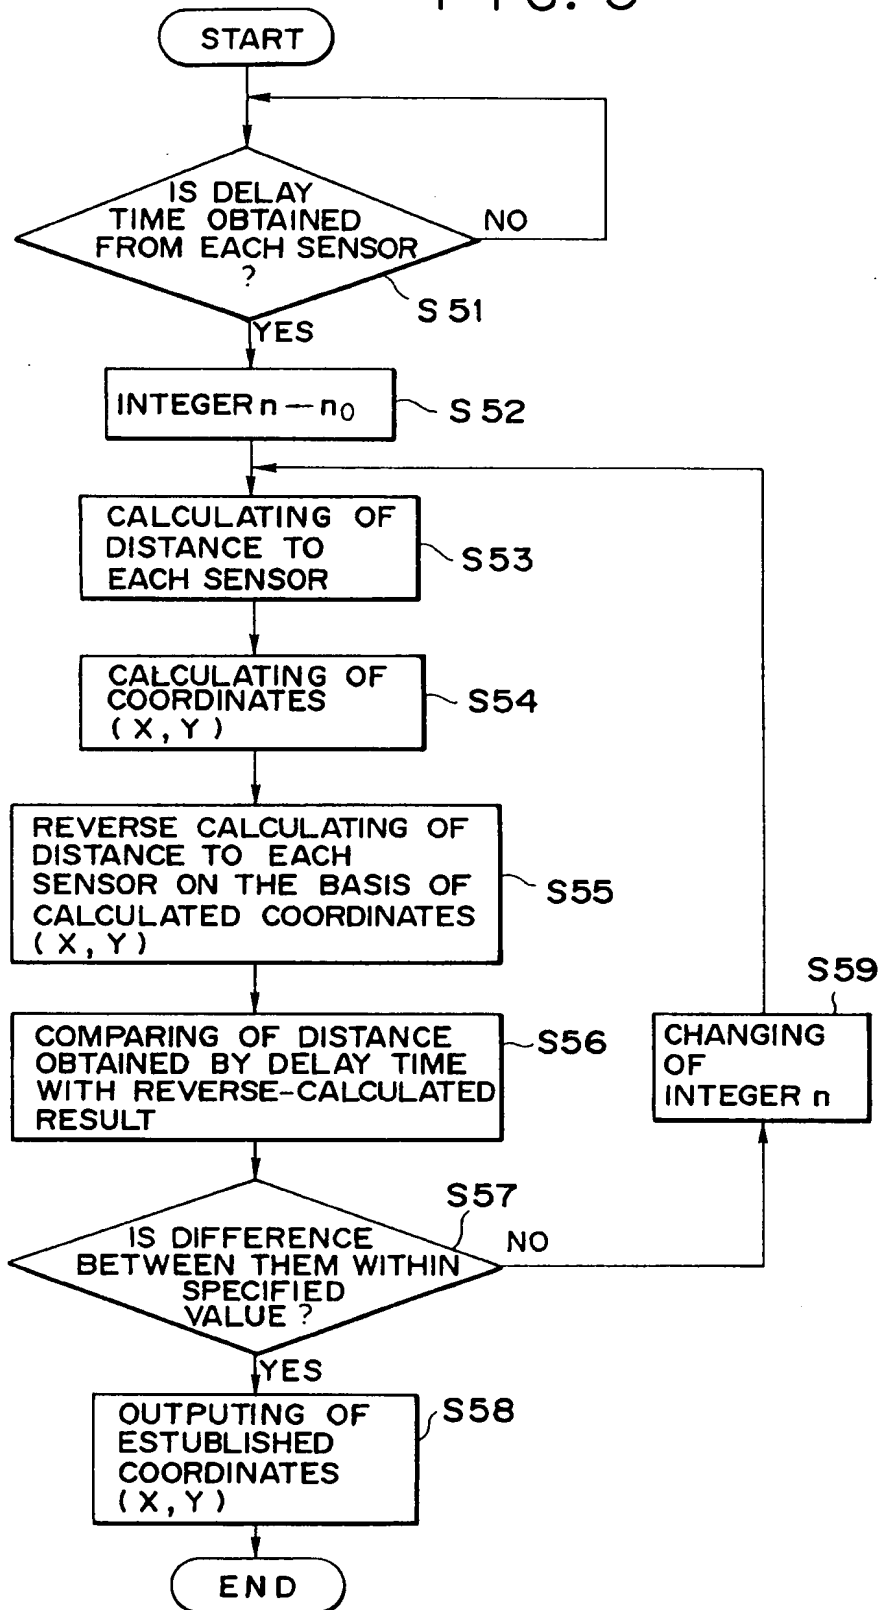 START
IS DELAY
TIME OBTAINED
FROM EACH SENSOR
?
NO
S51
YES
INTEGER n — n0
S52
CALCULATING OF
DISTANCE TO
EACH SENSOR
S53
CALCULATING OF
COORDINATES
(X, Y)
S54
REVERSE CALCULATING OF
DISTANCE TO EACH
SENSOR ON THE BASIS OF
CALCULATED COORDINATES
(X, Y)
S55
COMPARING OF DISTANCE
OBTAINED BY DELAY TIME
WITH REVERSE-CALCULATED
RESULT
S56
S59
CHANGING
OF
INTEGER n
S57
IS DIFFERENCE
BETWEEN THEM WITHIN
SPECIFIED
VALUE ?
NO
YES
OUTPUTING OF
ESTUBLISHED
COORDINATES
(X, Y)
S58
END